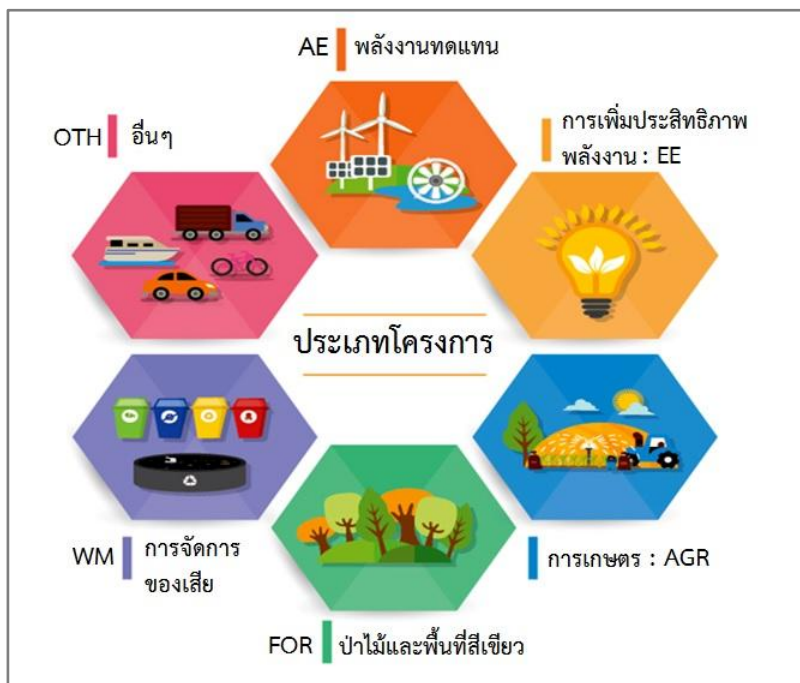 AE พลังงานทดแทน
OTH อื่นๆ
การเพิ่มประสิทธิภาพ
พลังงาน : EE
ประเภทโครงการ
WM การจัดการ
ของเสีย
การเกษตร : AGR
FOR ป่าไม้และพื้นที่สีเขียว